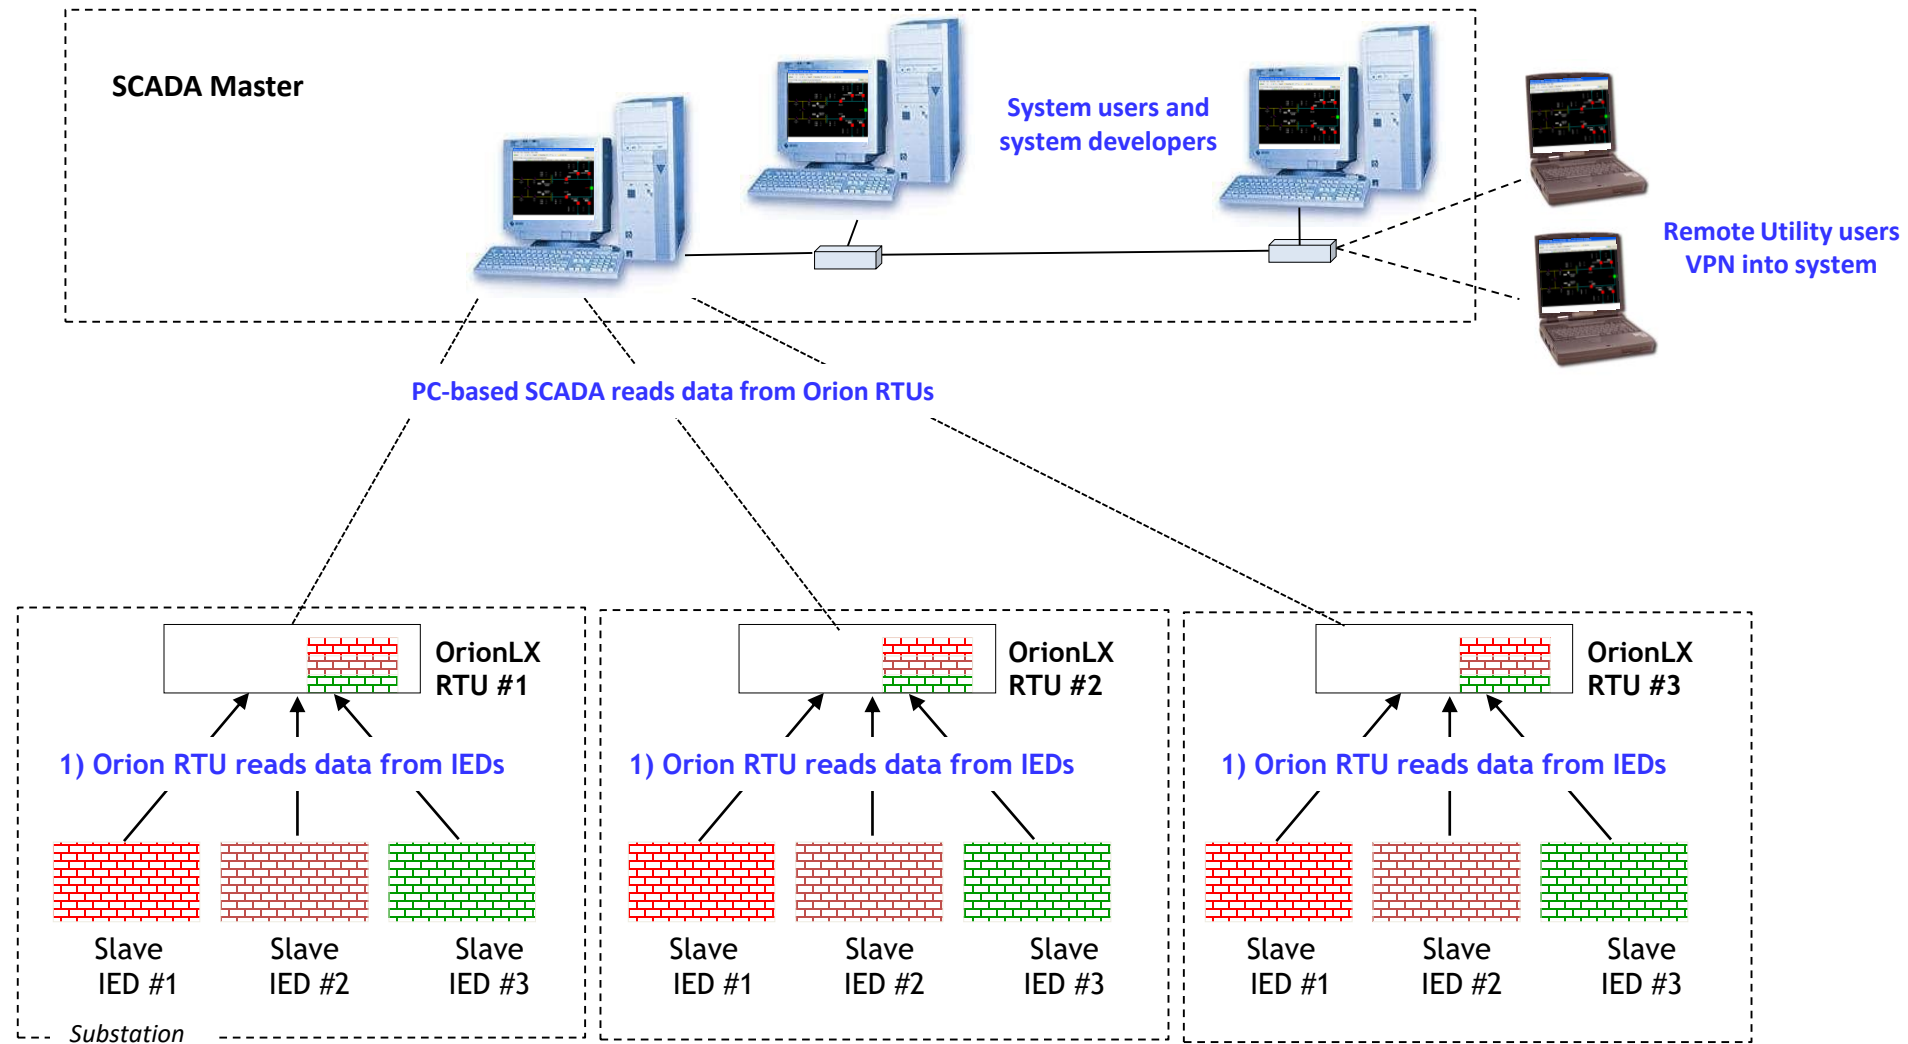 SCADA Master
System users and
system developers
Remote Utility users
VPN into system
PC-based SCADA reads data from Orion RTUs
OrionLX
RTU #1
OrionLX
RTU #2
OrionLX
RTU #3
1) Orion RTU reads data from IEDs
1) Orion RTU reads data from IEDs
1) Orion RTU reads data from IEDs
Slave
IED #1
Slave
IED #2
Slave
IED #3
Slave
IED #1
Slave
IED #2
Slave
IED #3
Slave
IED #1
Slave
IED #2
Slave
IED #3
Substation